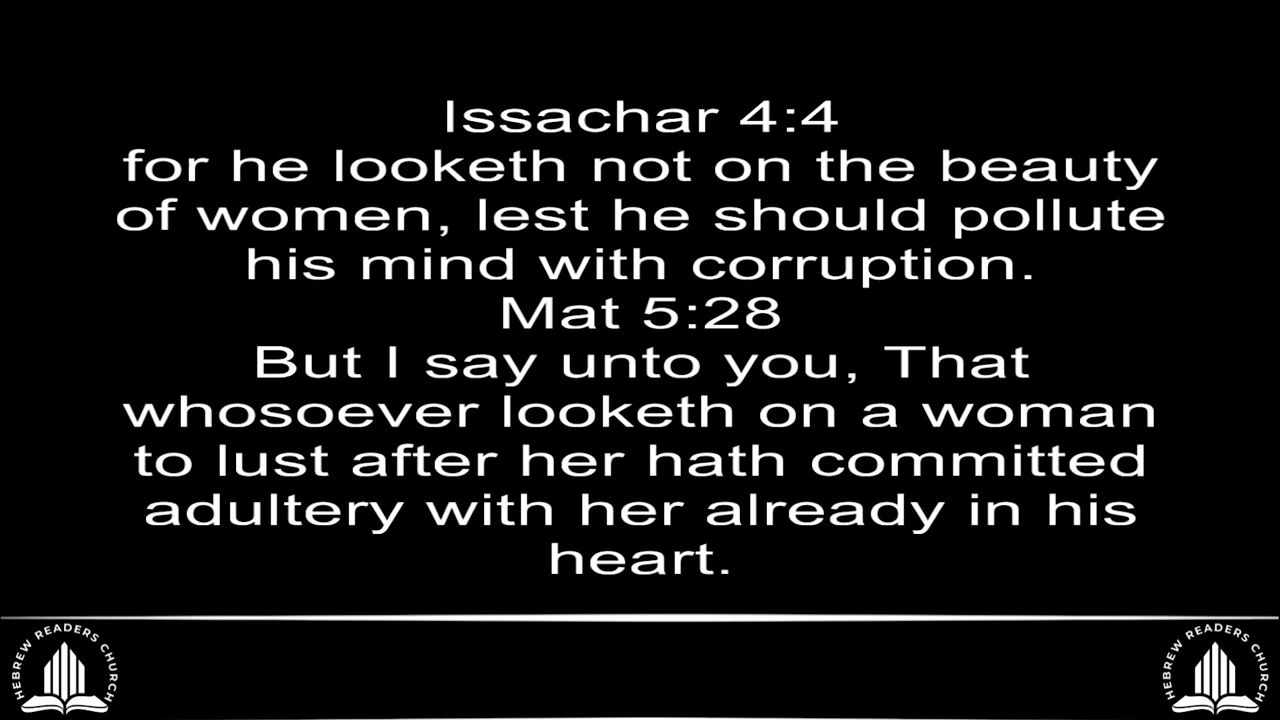 Issachar 4:4
for he looketh not on the beauty
of women, lest he should pollute
his mind with corruption.
Mat 5:28
But I say unto you, That
whosoever looketh on a woman
to lust after her hath committed
adultery with her already in his
heart.
HEBREW READERS CHURCH
HEBREW READERS CHURCH